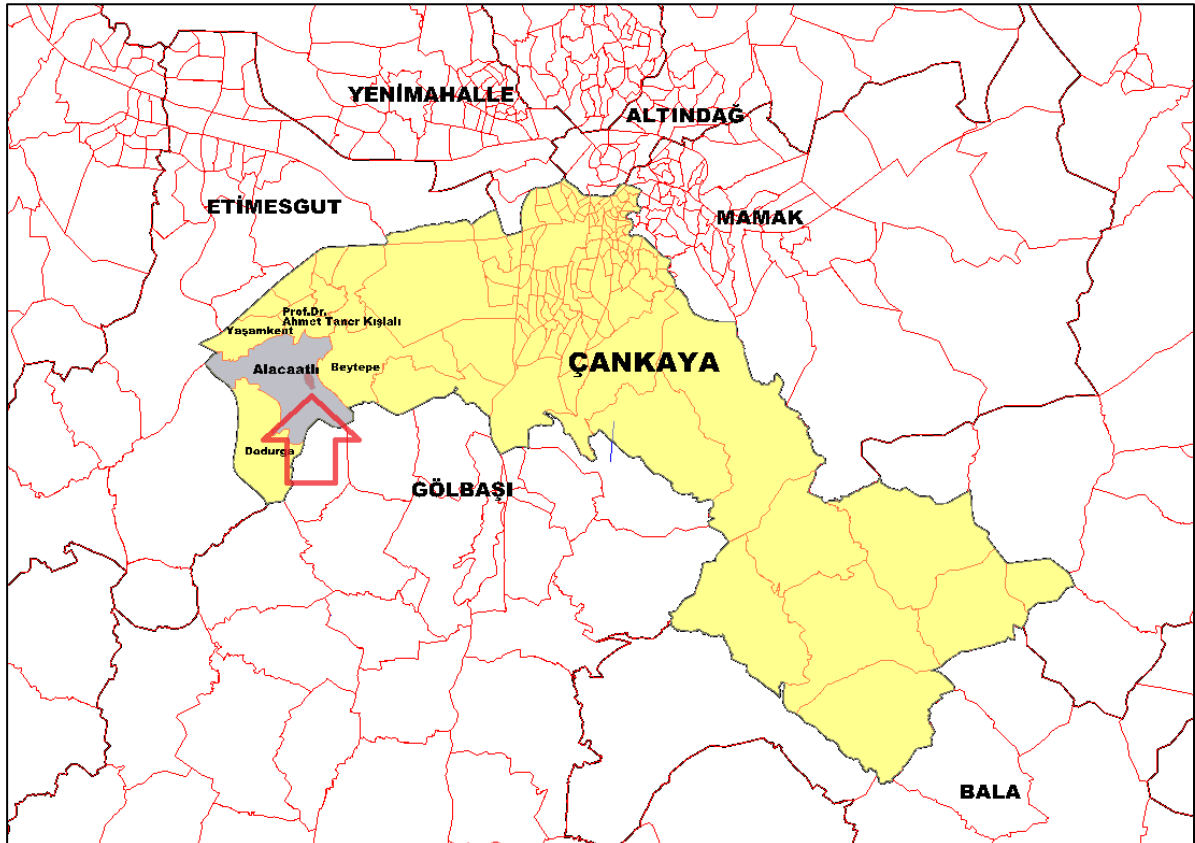 YENİMAHALLE
ALTINDAĞ
ETİMESGUT
MAMAK
Prof.Dr.
Ahmet Taner Kışlalı
Yaşamkent
Alacaatlı
Beytepe
ÇANKAYA
Dodurga
GÖLBAŞI
BALA